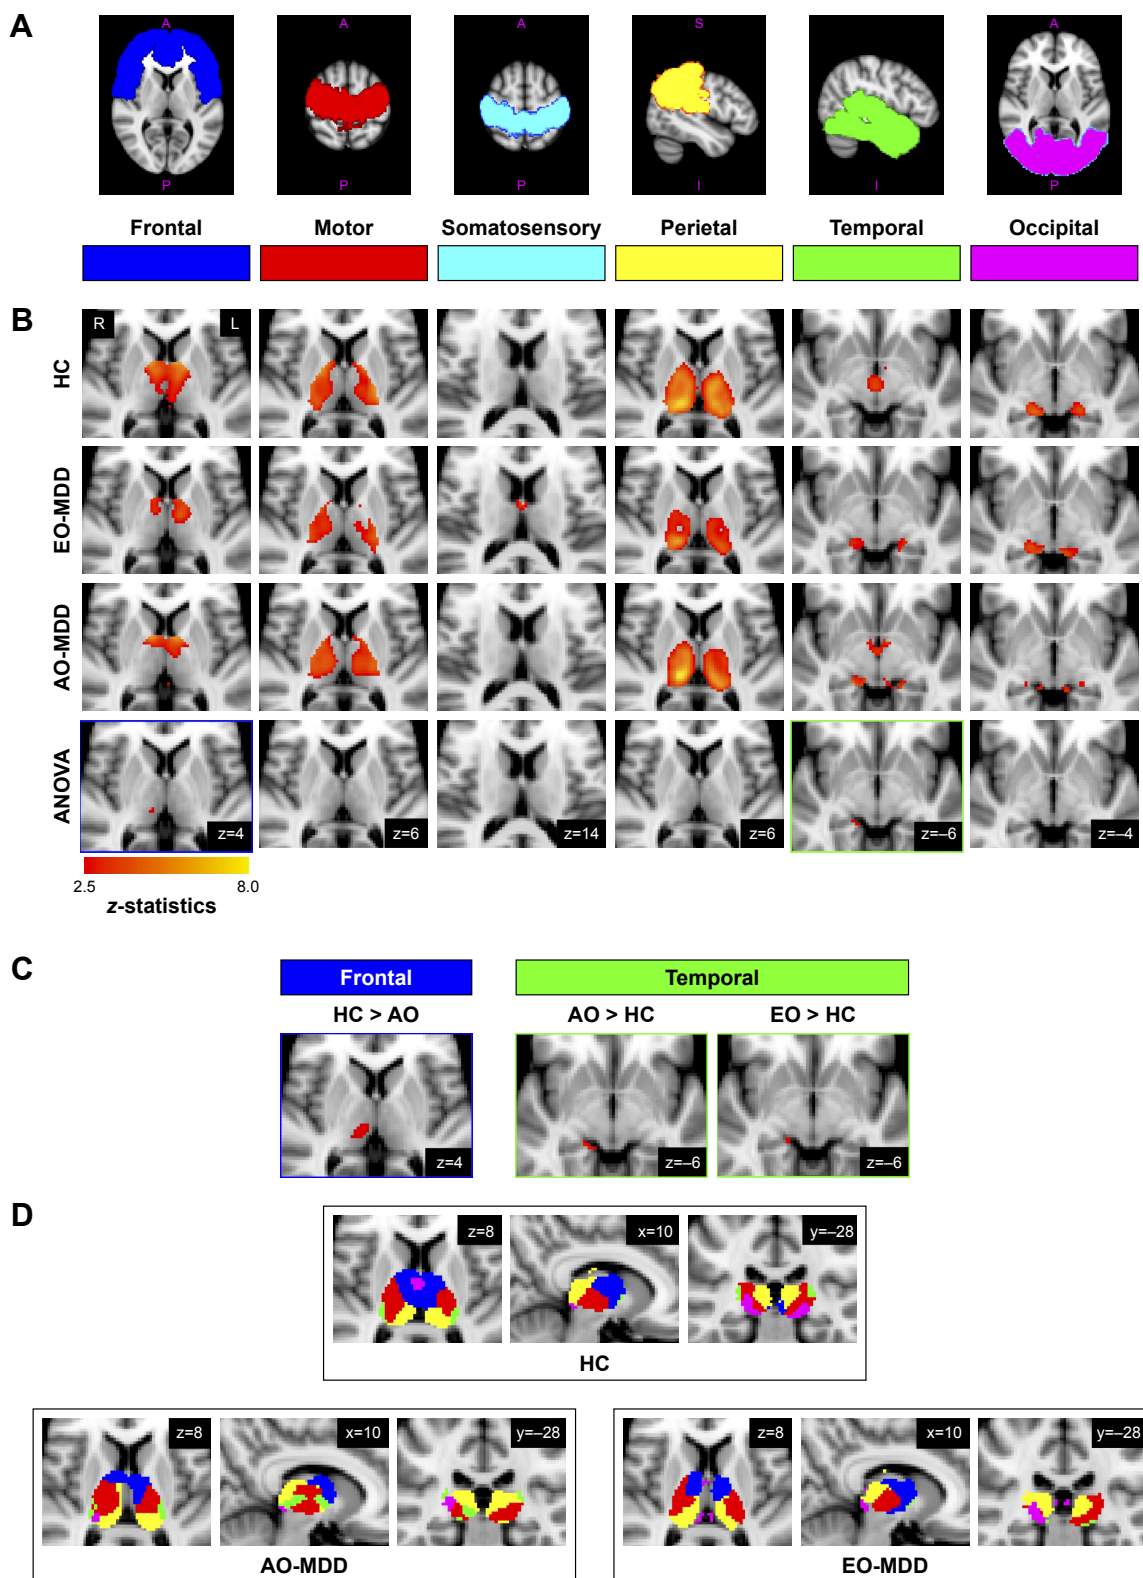 A
A A A S A
P P P I I P
Frontal Motor Somatosensory Perietal Temporal Occipital
B
R L
HC
EO-MDD
AO-MDD
ANOVA
z=4 z=6 z=14 z=6 z=–6 z=–4
2.5 8.0
z-statistics
C
Frontal Temporal
HC > AO AO > HC EO > HC
z=4 z=–6 z=–6
D
z=8 x=10 y=–28
HC
z=8 x=10 y=–28
AO-MDD
z=8 x=10 y=–28
EO-MDD